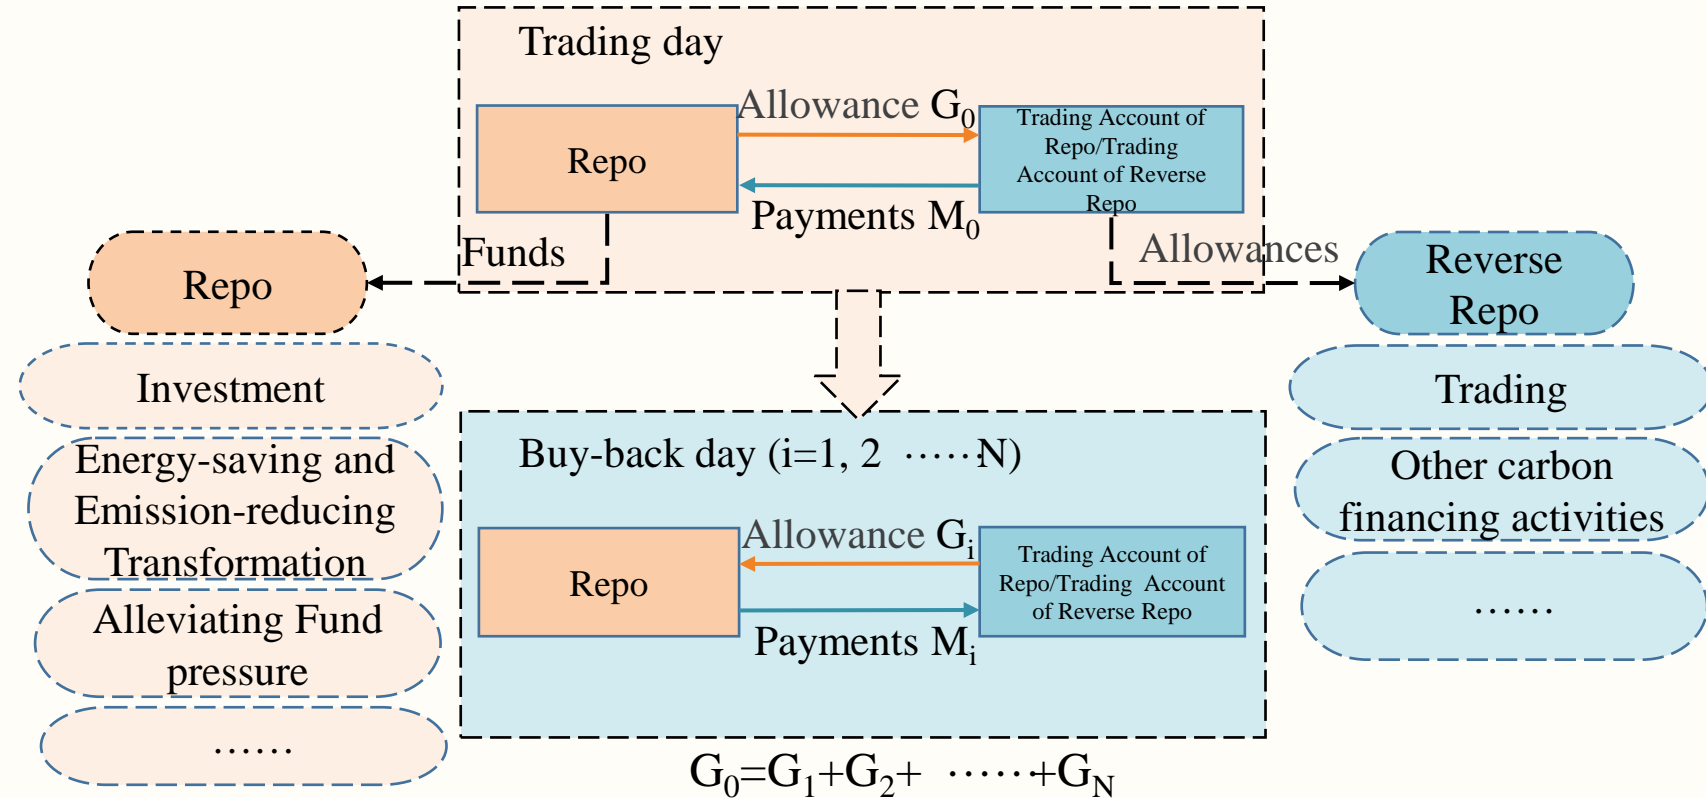 Trading day
Allowance G₀
Repo
Trading Account of
Repo/Trading
Account of Reverse
Repo
Payments M₀
Funds
Allowances
Repo
Investment
Energy-saving and
Emission-reducing
Transformation
Alleviating Fund
pressure
······
Reverse
Repo
Trading
Other carbon
financing activities
······
Buy-back day (i=1, 2 ······N)
Allowance Gᵢ
Repo
Trading Account of
Repo/Trading Account
of Reverse Repo
Payments Mᵢ
G₀=G₁+G₂+ ······+G_N